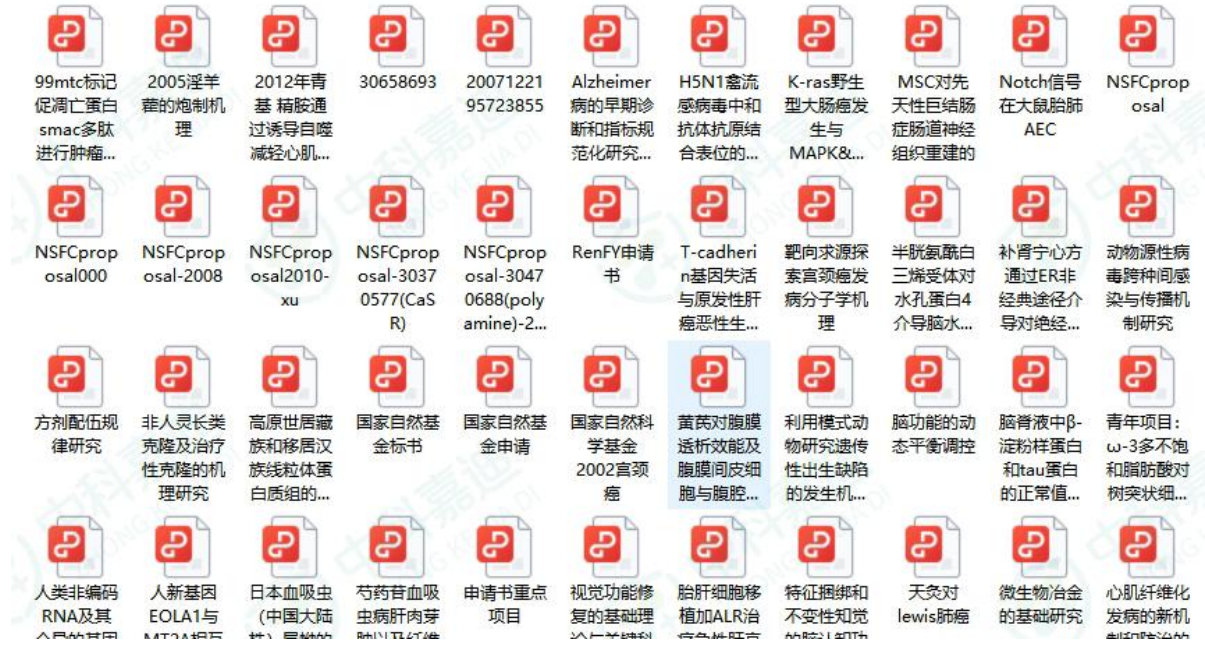 99mtc标记
促凋亡蛋白
smac多肽
进行肿瘤...
2005淫羊
藿的炮制机
理
2012年青
基 精胺通
过诱导自噬
减轻心肌...
30658693
20071221
95723855
Alzheimer
病的早期诊
断和指标规
范化研究...
H5N1禽流
感病毒中和
抗体抗原结
合表位的...
K-ras野生
型大肠癌发
生与
MAPK&...
MSC对先
天性巨结肠
症肠道神经
组织重建的
Notch信号
在大鼠胎肺
AEC
NSFCprop
osal
NSFCprop
osal000
NSFCprop
osal-2008
NSFCprop
osal2010-
xu
NSFCprop
osal-3037
0577(CaS
R)
NSFCprop
osal-3047
0688(poly
amine)-2...
RenFY申请
书
T-cadheri
n基因失活
与原发性肝
癌恶性生...
靶向求源探
索宫颈癌发
病分子学机
理
半胱氨酰白
三烯受体对
水孔蛋白4
介导脑水...
补肾宁心方
通过ER非
经典途径介
导对绝经...
动物源性病
毒跨种间感
染与传播机
制研究
方剂配伍规
律研究
非人灵长类
克隆及治疗
性克隆的机
理研究
高原世居藏
族和移居汉
族线粒体蛋
白质组的...
国家自然基
金标书
国家自然基
金申请
国家自然科
学基金
2002宫颈
癌
黄芪对腹膜
透析效能及
腹膜间皮细
胞与腹腔...
利用模式动
物研究遗传
性出生缺陷
的发生机...
脑功能的动
态平衡调控
脑脊液中β-
淀粉样蛋白
和tau蛋白
的正常值...
青年项目：
ω-3多不饱
和脂肪酸对
树突状细...
人类非编码
RNA及其
人新基因
EOLA1与
MT2A相互
日本血吸虫
（中国大陆
芍药苷血吸
虫病肝肉芽
申请书重点
项目
视觉功能修
复的基础理
胎肝细胞移
植加ALR治
特征捆绑和
不变性知觉
天灸对
lewis肺癌
微生物冶金
的基础研究
心肌纤维化
发病的新机
制和防治的